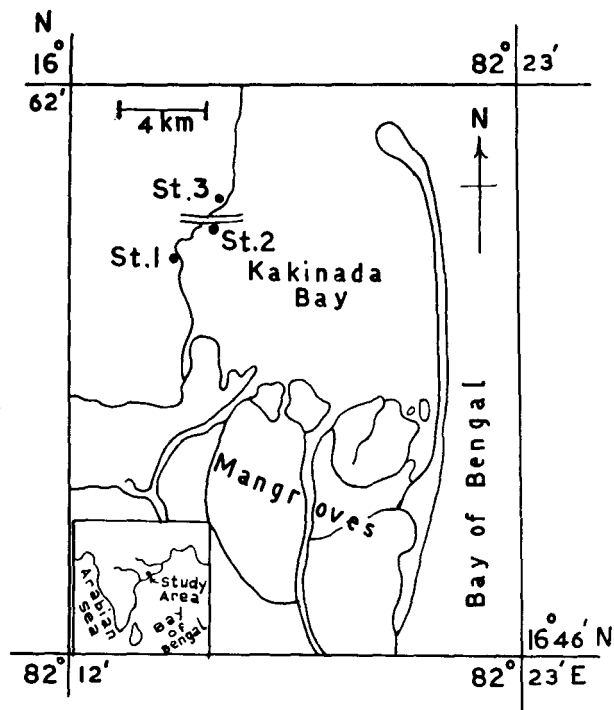 N
16° 82° 23′
62′
4 km
N
St.3
St.2
St.1
Kakinada
Bay
Mangroves
Bay of Bengal
Arabian
Sea
Study
Area
Bay
of
Bengal
16° 46′ N
82° 12′ 82° 23′ E